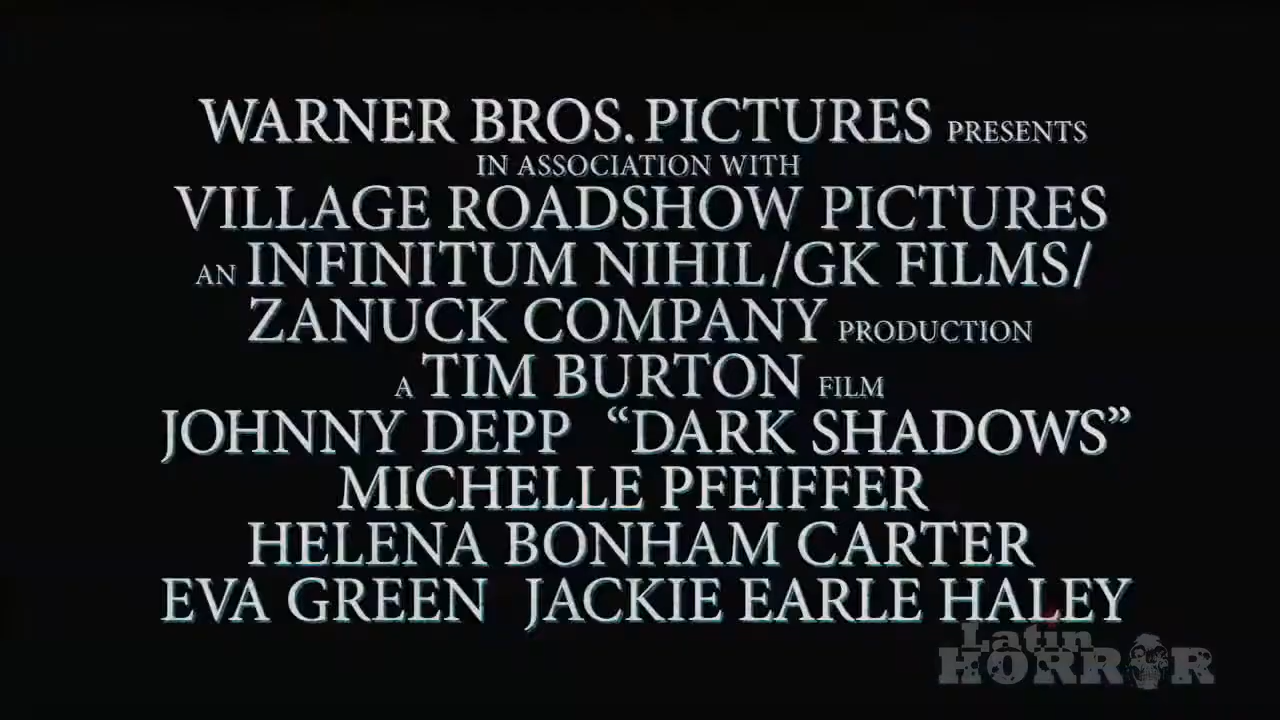 WARNER BROS. PICTURES PRESENTS
IN ASSOCIATION WITH
VILLAGE ROADSHOW PICTURES
AN INFINITUM NIHIL/GK FILMS/
ZANUCK COMPANY PRODUCTION
A TIM BURTON FILM
JOHNNY DEPP “DARK SHADOWS”
MICHELLE PFEIFFER
HELENA BONHAM CARTER
EVA GREEN JACKIE EARLE HALEY
Latin
HORROR